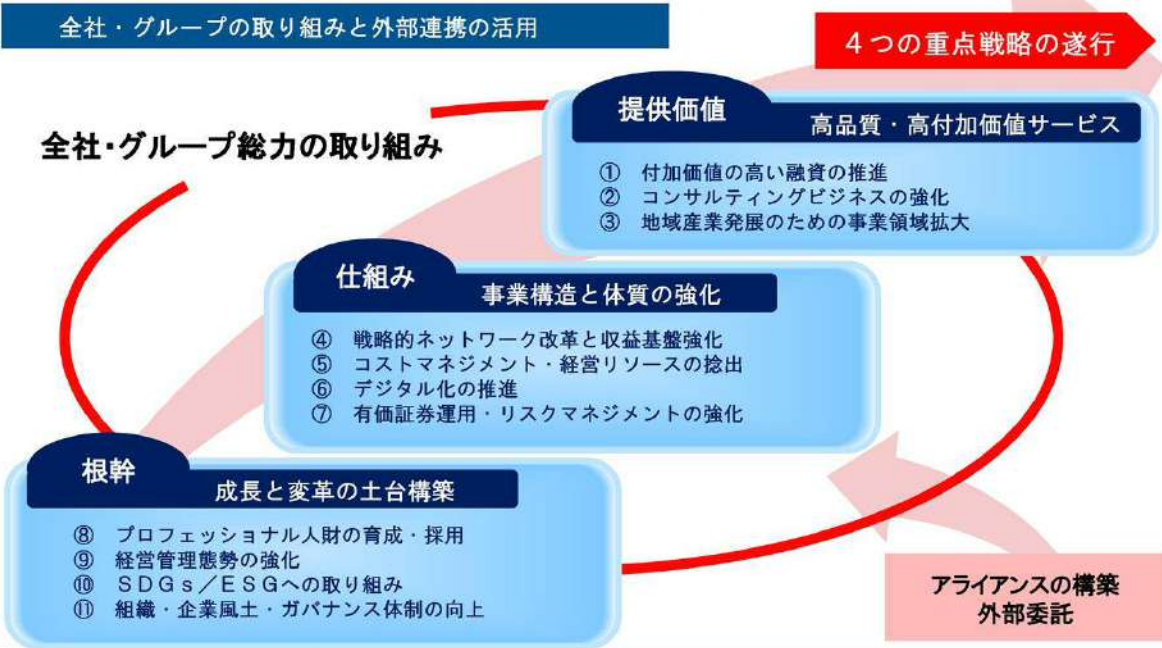 全社・グループの取り組みと外部連携の活用
4つの重点戦略の遂行
全社・グループ総力の取り組み
提供価値
高品質・高付加価値サービス
① 付加価値の高い融資の推進
② コンサルティングビジネスの強化
③ 地域産業発展のための事業領域拡大
仕組み
事業構造と体質の強化
④ 戦略的ネットワーク改革と収益基盤強化
⑤ コストマネジメント・経営リソースの捻出
⑥ デジタル化の推進
⑦ 有価証券運用・リスクマネジメントの強化
根幹
成長と変革の土台構築
⑧ プロフェッショナル人財の育成・採用
⑨ 経営管理態勢の強化
⑩ SDGs/ESGへの取り組み
⑪ 組織・企業風土・ガバナンス体制の向上
アライアンスの構築
外部委託